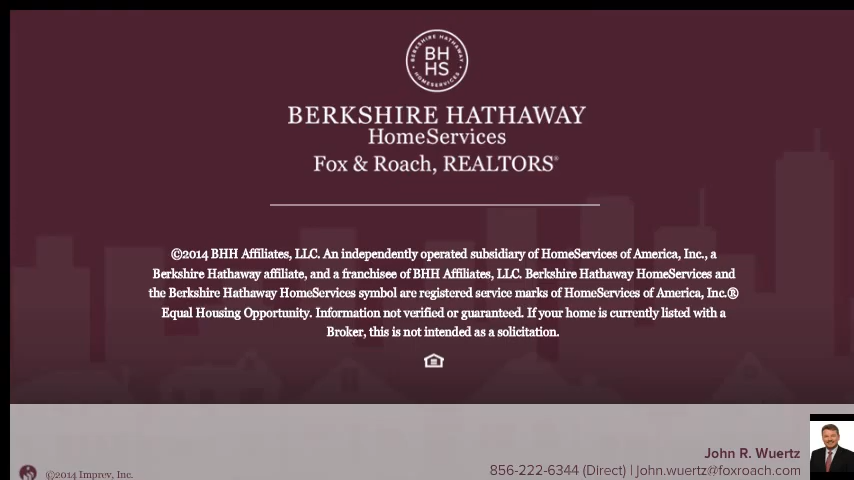 BERKSHIRE HATHAWAY
HOMESERVICES
BH
HS
BERKSHIRE HATHAWAY
HomeServices
Fox & Roach, REALTORS®
©2014 BHH Affiliates, LLC. An independently operated subsidiary of HomeServices of America, Inc., a
Berkshire Hathaway affiliate, and a franchisee of BHH Affiliates, LLC. Berkshire Hathaway HomeServices and
the Berkshire Hathaway HomeServices symbol are registered service marks of HomeServices of America, Inc.®
Equal Housing Opportunity. Information not verified or guaranteed. If your home is currently listed with a
Broker, this is not intended as a solicitation.
John R. Wuertz
856-222-6344 (Direct) | John.wuertz@foxroach.com
©2014 Imprev, Inc.